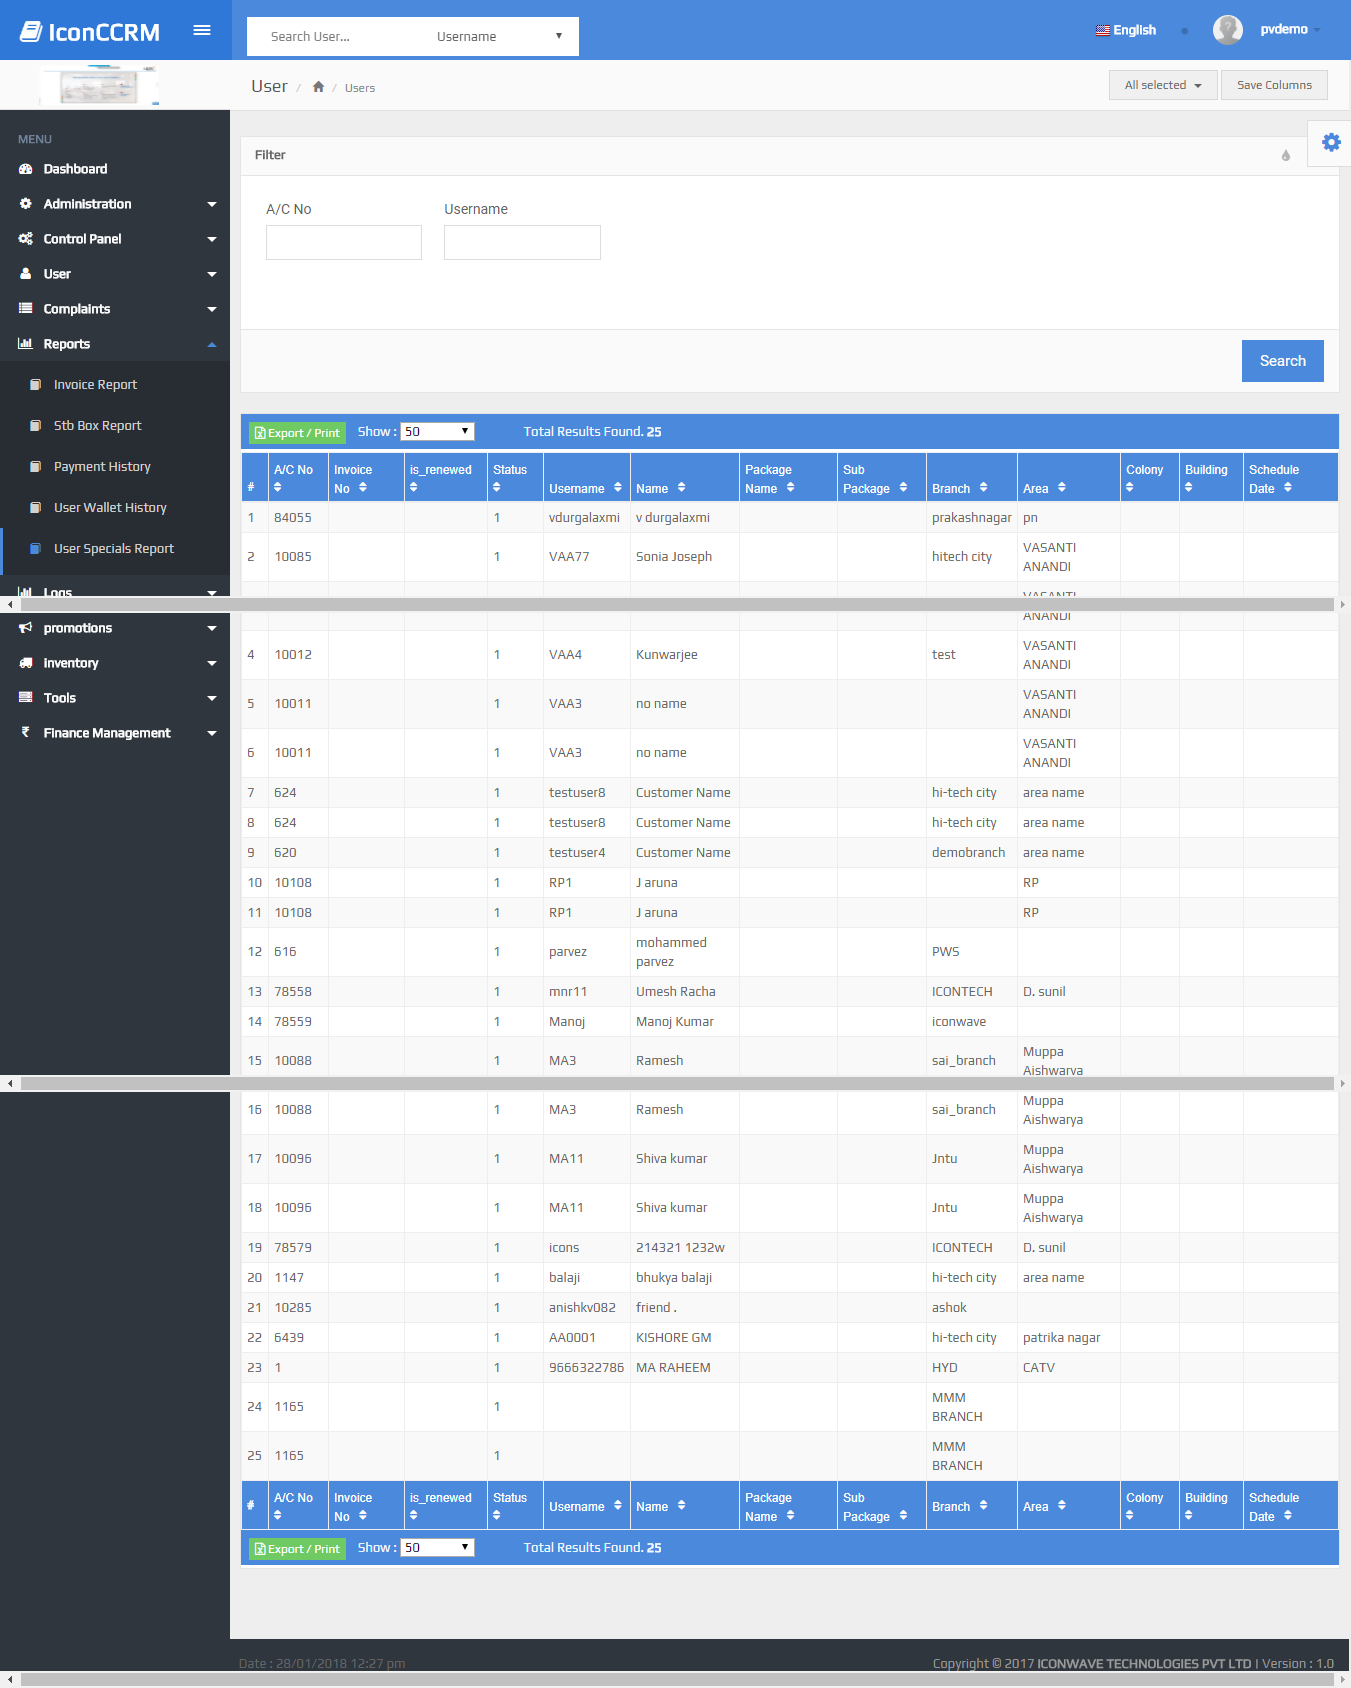 IconCCRM
Search User...
Username
English
pvdemo
User / / Users
All selected
Save Columns
MENU
Dashboard
Administration
Control Panel
User
Complaints
Reports
Invoice Report
Stb Box Report
Payment History
User Wallet History
User Specials Report
Logs
promotions
inventory
Tools
Finance Management
Filter
A/C No Username
Search
Export / Print Show : 50 Total Results Found. 25
# A/C No Invoice No is_renewed Status Username Name Package Name Sub Package Branch Area Colony Building Schedule Date
1 84055 1 vdurgalaxmi v durgalaxmi prakashnagar pn
2 10085 1 VAA77 Sonia Joseph hitech city VASANTI ANANDI
VASANTI ANANDI
4 10012 1 VAA4 Kunwarjee test VASANTI ANANDI
5 10011 1 VAA3 no name VASANTI ANANDI
6 10011 1 VAA3 no name VASANTI ANANDI
7 624 1 testuser8 Customer Name hi-tech city area name
8 624 1 testuser8 Customer Name hi-tech city area name
9 620 1 testuser4 Customer Name demobranch area name
10 10108 1 RP1 J aruna RP
11 10108 1 RP1 J aruna RP
12 616 1 parvez mohammed parvez PWS
13 78558 1 mnr11 Umesh Racha ICONTECH D. sunil
14 78559 1 Manoj Manoj Kumar iconwave
15 10088 1 MA3 Ramesh sai_branch Muppa Aishwarya
16 10088 1 MA3 Ramesh sai_branch Muppa Aishwarya
17 10096 1 MA11 Shiva kumar Jntu Muppa Aishwarya
18 10096 1 MA11 Shiva kumar Jntu Muppa Aishwarya
19 78579 1 icons 214321 1232w ICONTECH D. sunil
20 1147 1 balaji bhukya balaji hi-tech city area name
21 10285 1 anishkv082 friend . ashok
22 6439 1 AA0001 KISHORE GM hi-tech city patrika nagar
23 1 1 9666322786 MA RAHEEM HYD CATV
24 1165 1 MMM BRANCH
25 1165 1 MMM BRANCH
# A/C No Invoice No is_renewed Status Username Name Package Name Sub Package Branch Area Colony Building Schedule Date
Export / Print Show : 50 Total Results Found. 25
Date : 28/01/2018 12:27 pm
Copyright © 2017 ICONWAVE TECHNOLOGIES PVT LTD | Version : 1.0